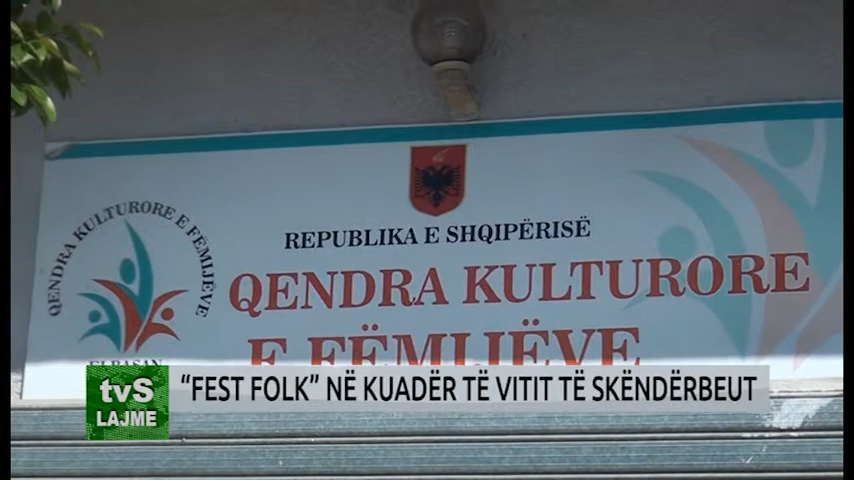 REPUBLIKA E SHQIPËRISË
QENDRA KULTURORE E FËMIJËVE
ELBASAN
QENDRA KULTURORE
E FËMIJËVE
tvS
LAJME
“FEST FOLK” NË KUADËR TË VITIT TË SKËNDËRBEUT